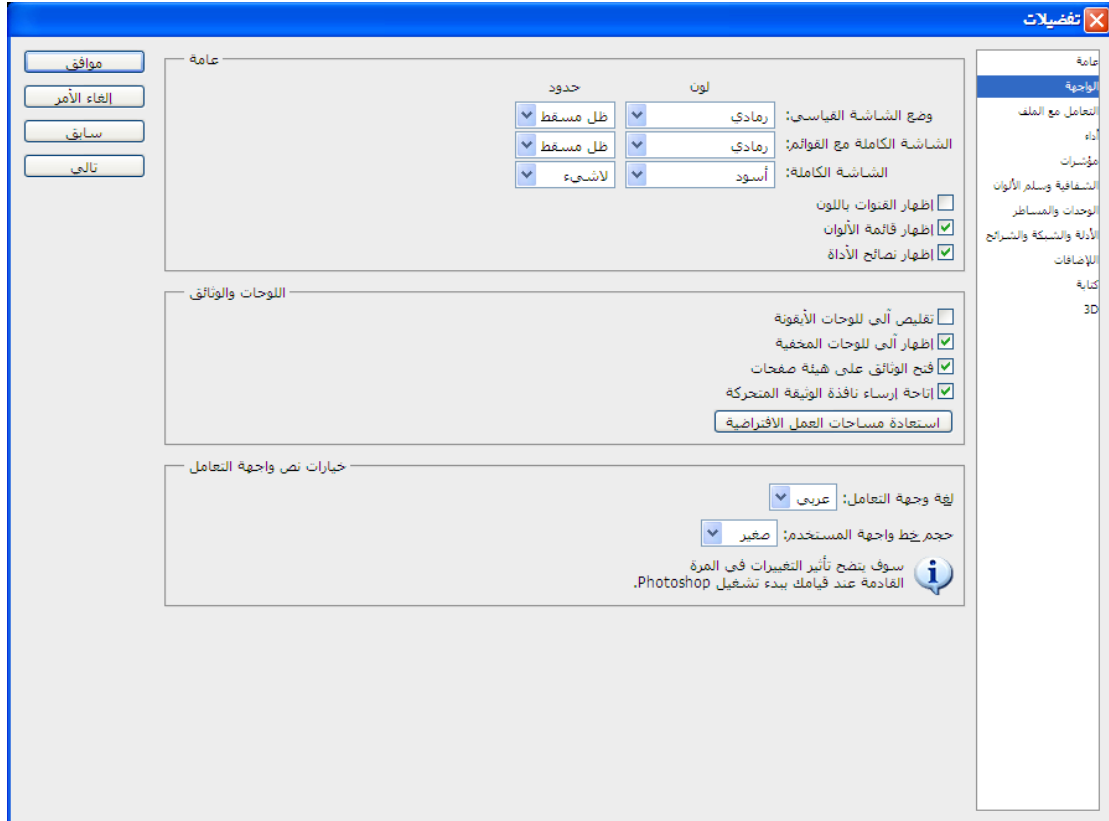 تفضيلات
عامة
الواجهة
التعامل مع الملف
أداء
مؤشرات
الشفافية وسلم الألوان
الوحدات والمساطر
الأدلة والشبكة والشرائح
اللإضافات
كتابة
3D
عامة
لون حدود
وضع الشاشة القياسي: رمادي ظل مسقط
الشاشة الكاملة مع القوائم: رمادي ظل مسقط
الشاشة الكاملة: أسود لاشيء
إظهار القنوات باللون
إظهار قائمة الألوان
إظهار نصائح الأداة
اللوحات والوثائق
تقليص آلي للوحات الأيقونة
إظهار آلي للوحات المخفية
فتح الوثائق على هيئة صفحات
إتاحة إرساء نافذة الوثيقة المتحركة
استعادة مساحات العمل الافتراضية
خيارات نص واجهة التعامل
لغة وجهة التعامل: عربي
حجم خط واجهة المستخدم: صغير
سوف يتضح تأثير التغييرات في المرة
القادمة عند قيامك ببدء تشغيل Photoshop.
موافق
إلغاء الأمر
سابق
تالي